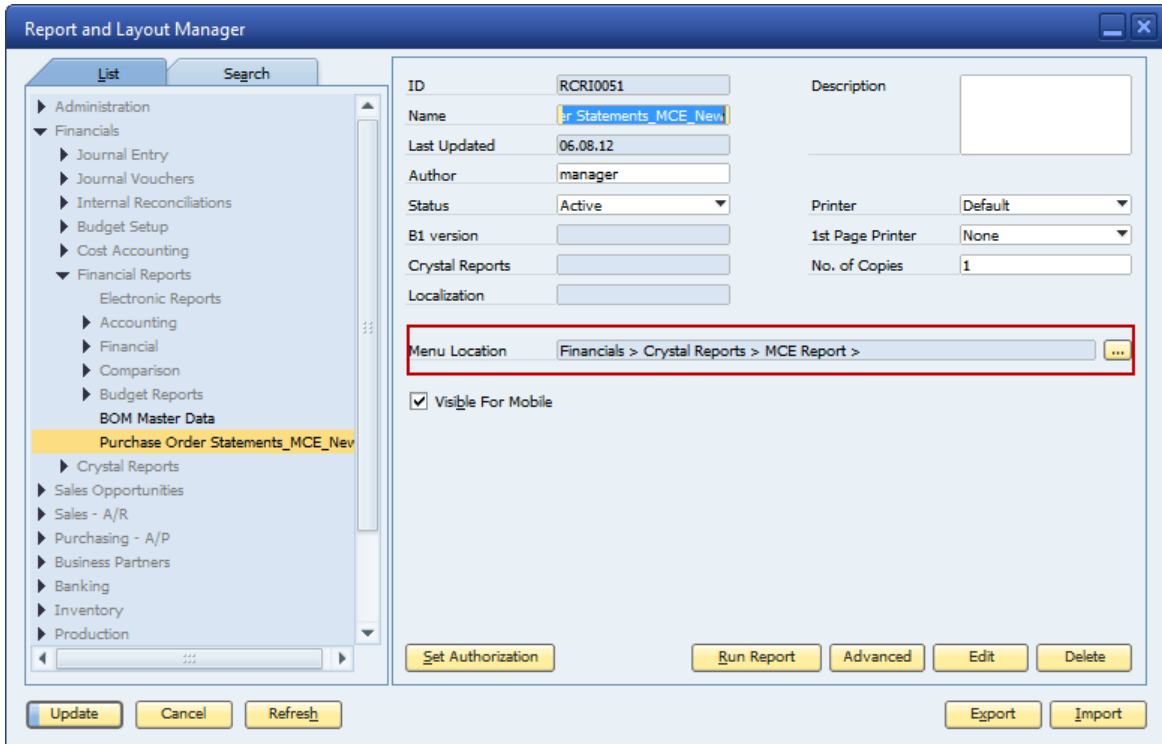 Report and Layout Manager
List
Search
Administration
Financials
Journal Entry
Journal Vouchers
Internal Reconciliations
Budget Setup
Cost Accounting
Financial Reports
Electronic Reports
Accounting
Financial
Comparison
Budget Reports
BOM Master Data
Purchase Order Statements_MCE_New
Crystal Reports
Sales Opportunities
Sales - A/R
Purchasing - A/P
Business Partners
Banking
Inventory
Production
ID RCRI0051
Name er Statements_MCE_New
Last Updated 06.08.12
Author manager
Status Active
B1 version
Crystal Reports
Localization
Description
Printer Default
1st Page Printer None
No. of Copies 1
Menu Location Financials > Crystal Reports > MCE Report > ...
Visible For Mobile
Set Authorization Run Report Advanced Edit Delete
Update Cancel Refresh Export Import